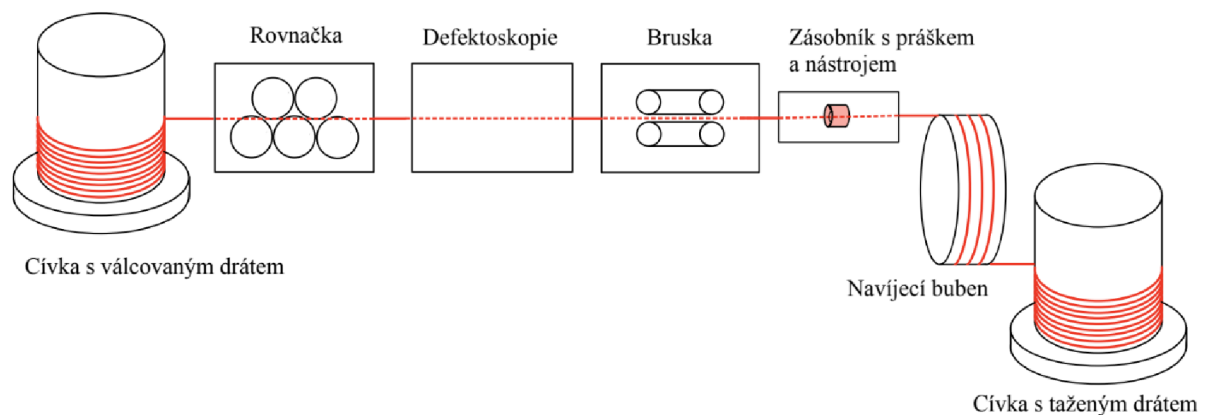 Rovnačka
Defektoskopie
Bruska
Zásobník s práškem
a nástrojem
Cívka s válcovaným drátem
Navíjecí buben
Cívka s taženým drátem